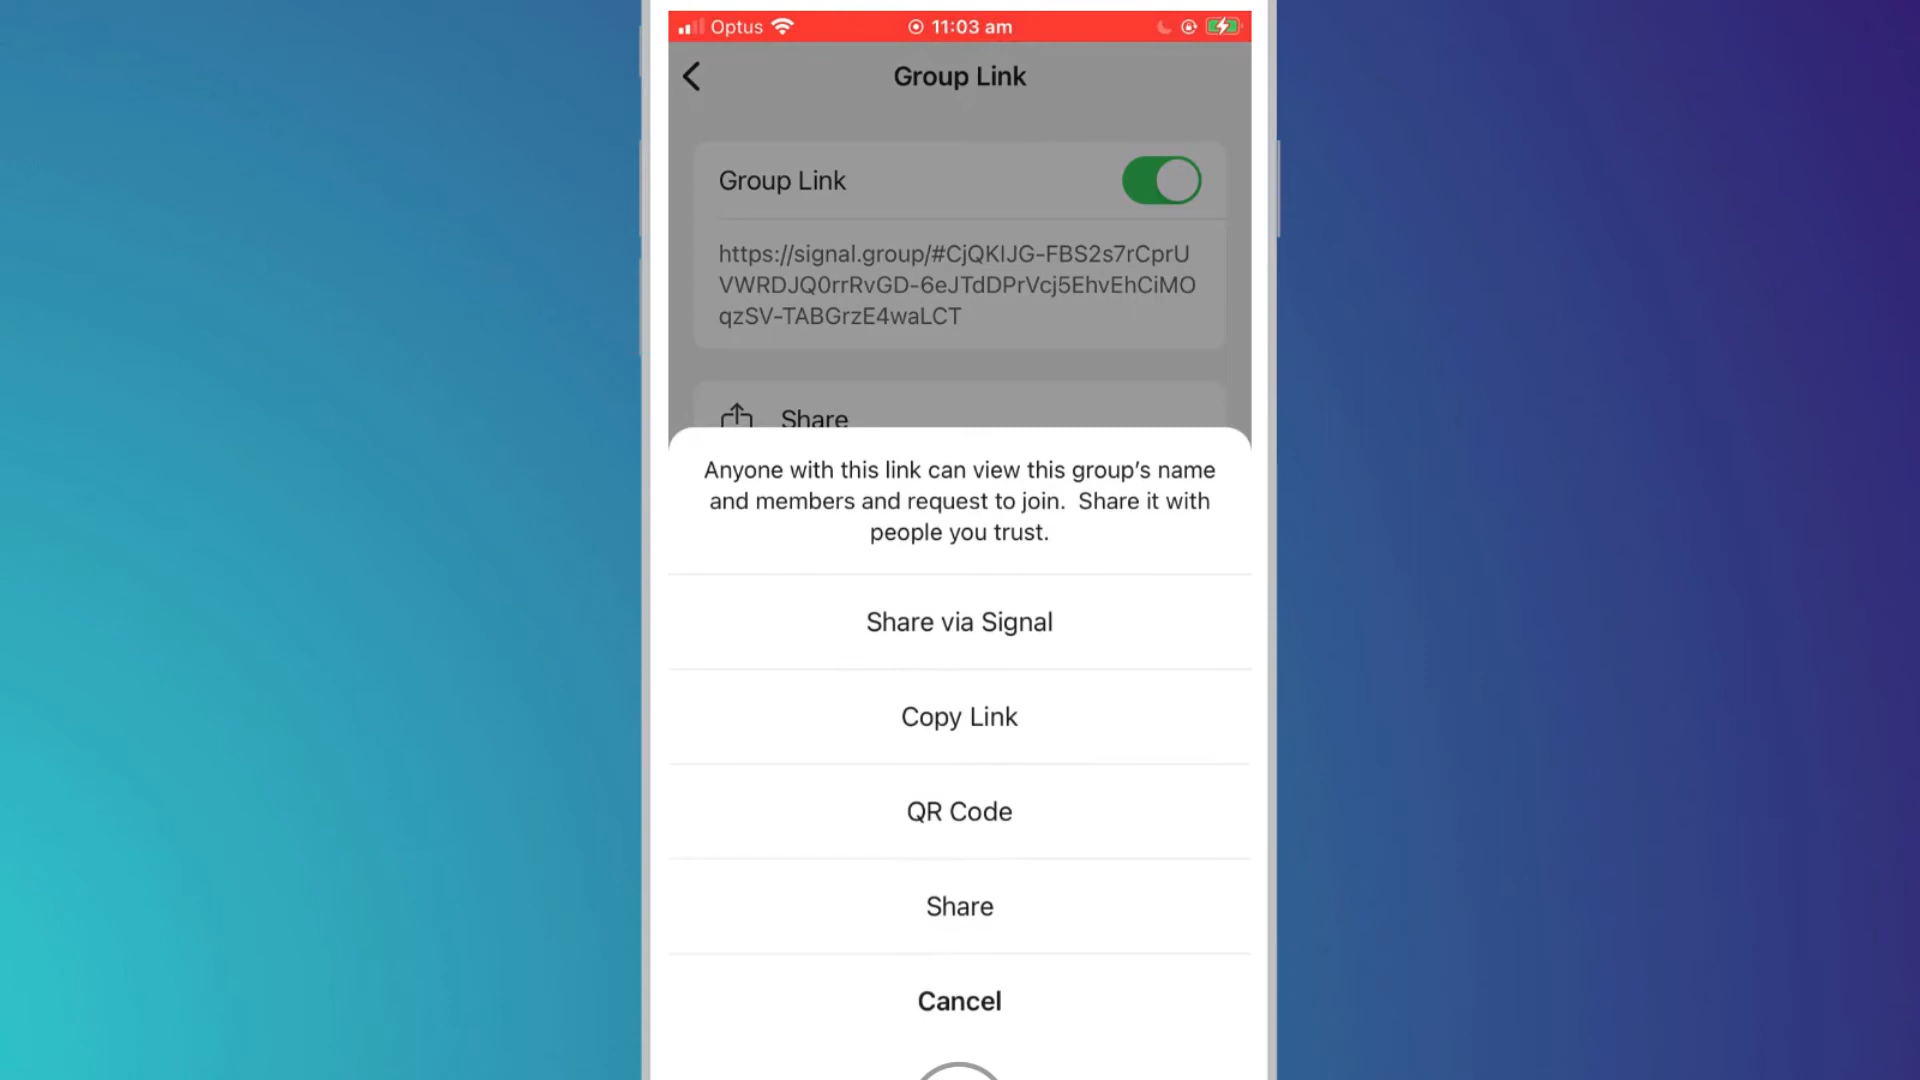 Optus 11:03 am
Group Link
Group Link
https://signal.group/#CjQKIJG-FBS2s7rCprU
VWRDJQ0rrRvGD-6eJTdDPrVcj5EhvEhCiMO
qzSV-TABGrzE4waLCT
Share
Anyone with this link can view this group’s name
and members and request to join.  Share it with
people you trust.
Share via Signal
Copy Link
QR Code
Share
Cancel